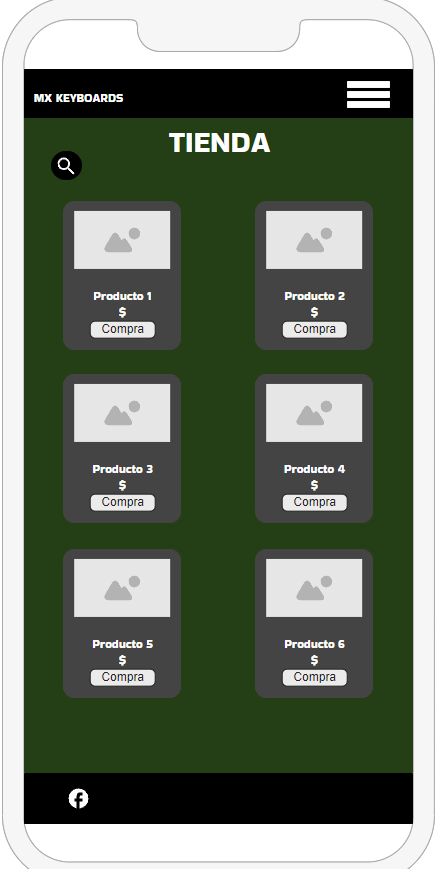 MX KEYBOARDS
TIENDA
Producto 1
$
Compra
Producto 2
$
Compra
Producto 3
$
Compra
Producto 4
$
Compra
Producto 5
$
Compra
Producto 6
$
Compra